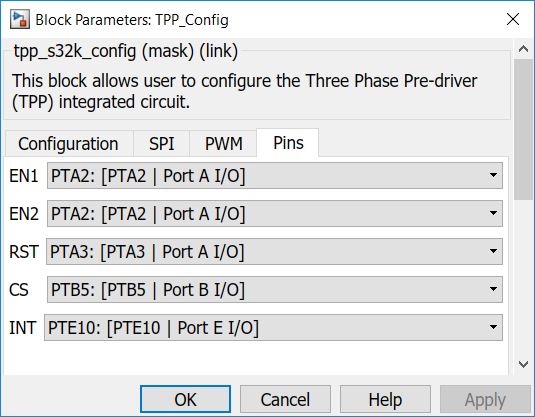 Block Parameters: TPP_Config
tpp_s32k_config (mask) (link)
This block allows user to configure the Three Phase Pre-driver
(TPP) integrated circuit.
Configuration SPI PWM Pins
EN1 PTA2: [PTA2 | Port A I/O]
EN2 PTA2: [PTA2 | Port A I/O]
RST PTA3: [PTA3 | Port A I/O]
CS PTB5: [PTB5 | Port B I/O]
INT PTE10: [PTE10 | Port E I/O]
OK Cancel Help Apply